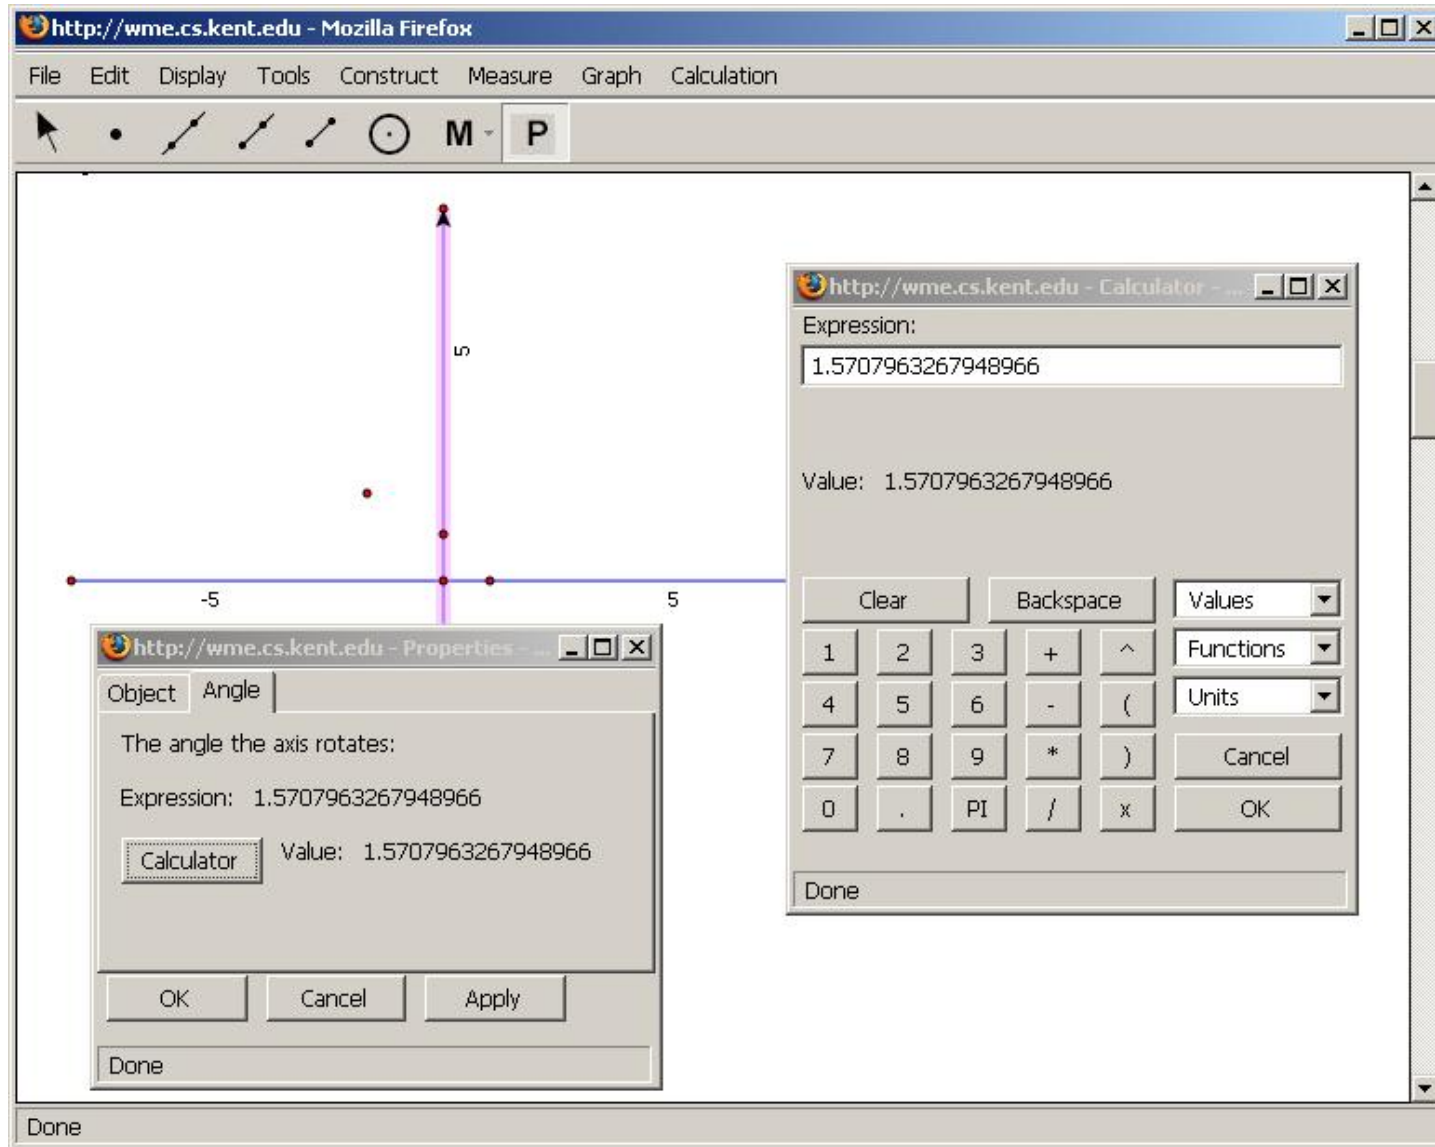 http://wme.cs.kent.edu - Mozilla Firefox
File Edit Display Tools Construct Measure Graph Calculation
M P
5
-5 5
http://wme.cs.kent.edu - Calculator - ...
Expression:
1.5707963267948966
Value: 1.5707963267948966
Clear Backspace Values
1 2 3 + ^ Functions
4 5 6 - ( Units
7 8 9 * ) Cancel
0 . PI / x OK
Done
http://wme.cs.kent.edu - Properties - ...
Object Angle
The angle the axis rotates:
Expression: 1.5707963267948966
Calculator Value: 1.5707963267948966
OK Cancel Apply
Done
Done